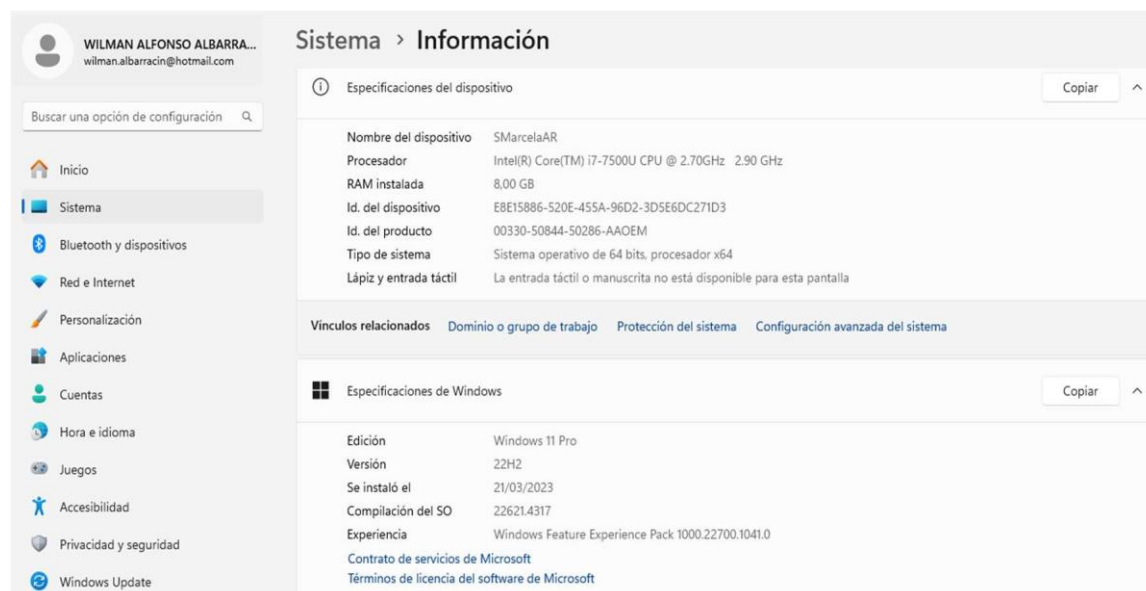 WILMAN ALFONSO ALBARRA...
wilman.albarracin@hotmail.com
Buscar una opción de configuración
Inicio
Sistema
Bluetooth y dispositivos
Red e Internet
Personalización
Aplicaciones
Cuentas
Hora e idioma
Juegos
Accesibilidad
Privacidad y seguridad
Windows Update
Sistema > Información
Especificaciones del dispositivo Copiar
Nombre del dispositivo SMarcelaAR
Procesador Intel(R) Core(TM) i7-7500U CPU @ 2.70GHz 2.90 GHz
RAM instalada 8,00 GB
Id. del dispositivo E8E15886-520E-455A-96D2-3D5E6DC271D3
Id. del producto 00330-50844-50286-AAOEM
Tipo de sistema Sistema operativo de 64 bits, procesador x64
Lápiz y entrada táctil La entrada táctil o manuscrita no está disponible para esta pantalla
Vínculos relacionados Dominio o grupo de trabajo Protección del sistema Configuración avanzada del sistema
Especificaciones de Windows Copiar
Edición Windows 11 Pro
Versión 22H2
Se instaló el 21/03/2023
Compilación del SO 22621.4317
Experiencia Windows Feature Experience Pack 1000.22700.1041.0
Contrato de servicios de Microsoft
Términos de licencia del software de Microsoft